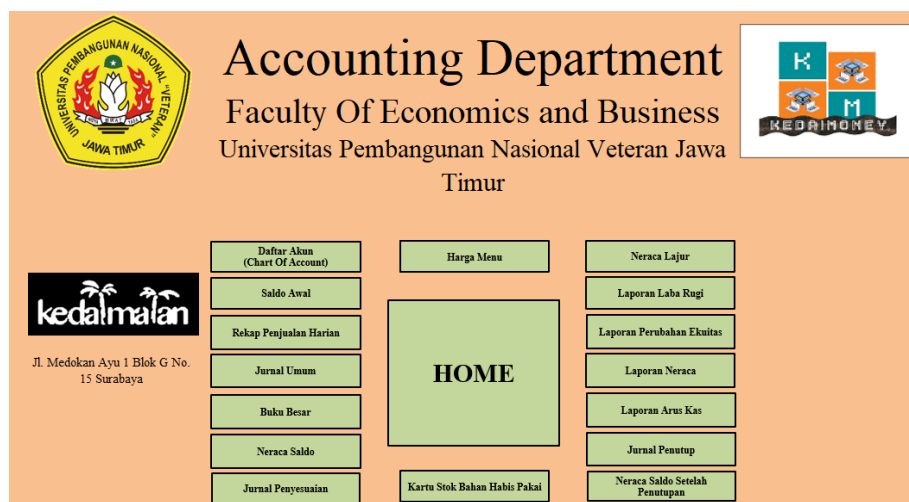 UNIVERSITAS PEMBANGUNAN NASIONAL "VETERAN"
JAWA TIMUR
Accounting Department
Faculty Of Economics and Business
Universitas Pembangunan Nasional Veteran Jawa
Timur
K
M
KEDAIMONEY
kedaimalan
Jl. Medokan Ayu 1 Blok G No.
15 Surabaya
Daftar Akun
(Chart Of Account)
Saldo Awal
Rekap Penjualan Harian
Jurnal Umum
Buku Besar
Neraca Saldo
Jurnal Penyesuaian
Harga Menu
HOME
Kartu Stok Bahan Habis Pakai
Neraca Lajur
Laporan Laba Rugi
Laporan Perubahan Ekuitas
Laporan Neraca
Laporan Arus Kas
Jurnal Penutup
Neraca Saldo Setelah
Penutupan